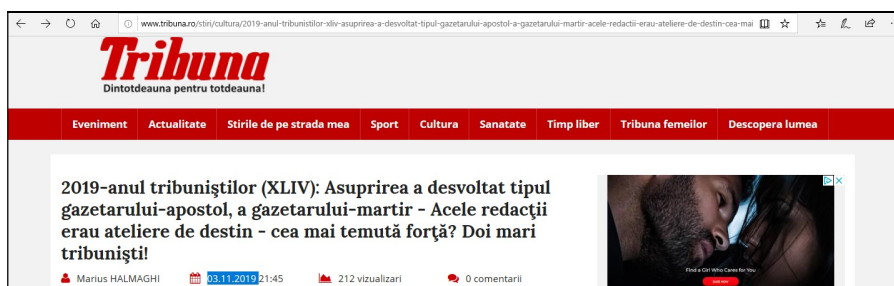 www.tribuna.ro/stiri/cultura/2019-anul-tribunistilor-xliv-asuprirea-a-desvoltat-tipul-gazetarului-apostol-a-gazetarului-martir-acele-redactii-erau-ateliere-de-destin-cea-mai
Tribuna
Dintotdeauna pentru totdeauna!
Eveniment Actualitate Stirile de pe strada mea Sport Cultura Sanatate Timp liber Tribuna femeilor Descopera lumea
2019-anul tribuniştilor (XLIV): Asuprirea a desvoltat tipul
gazetarului-apostol, a gazetarului-martir - Acele redacţii
erau ateliere de destin - cea mai temută forţă? Doi mari
tribunişti!
Marius HALMAGHI 03.11.2019 21:45 212 vizualizari 0 comentarii
Find a Girl Who Cares for You